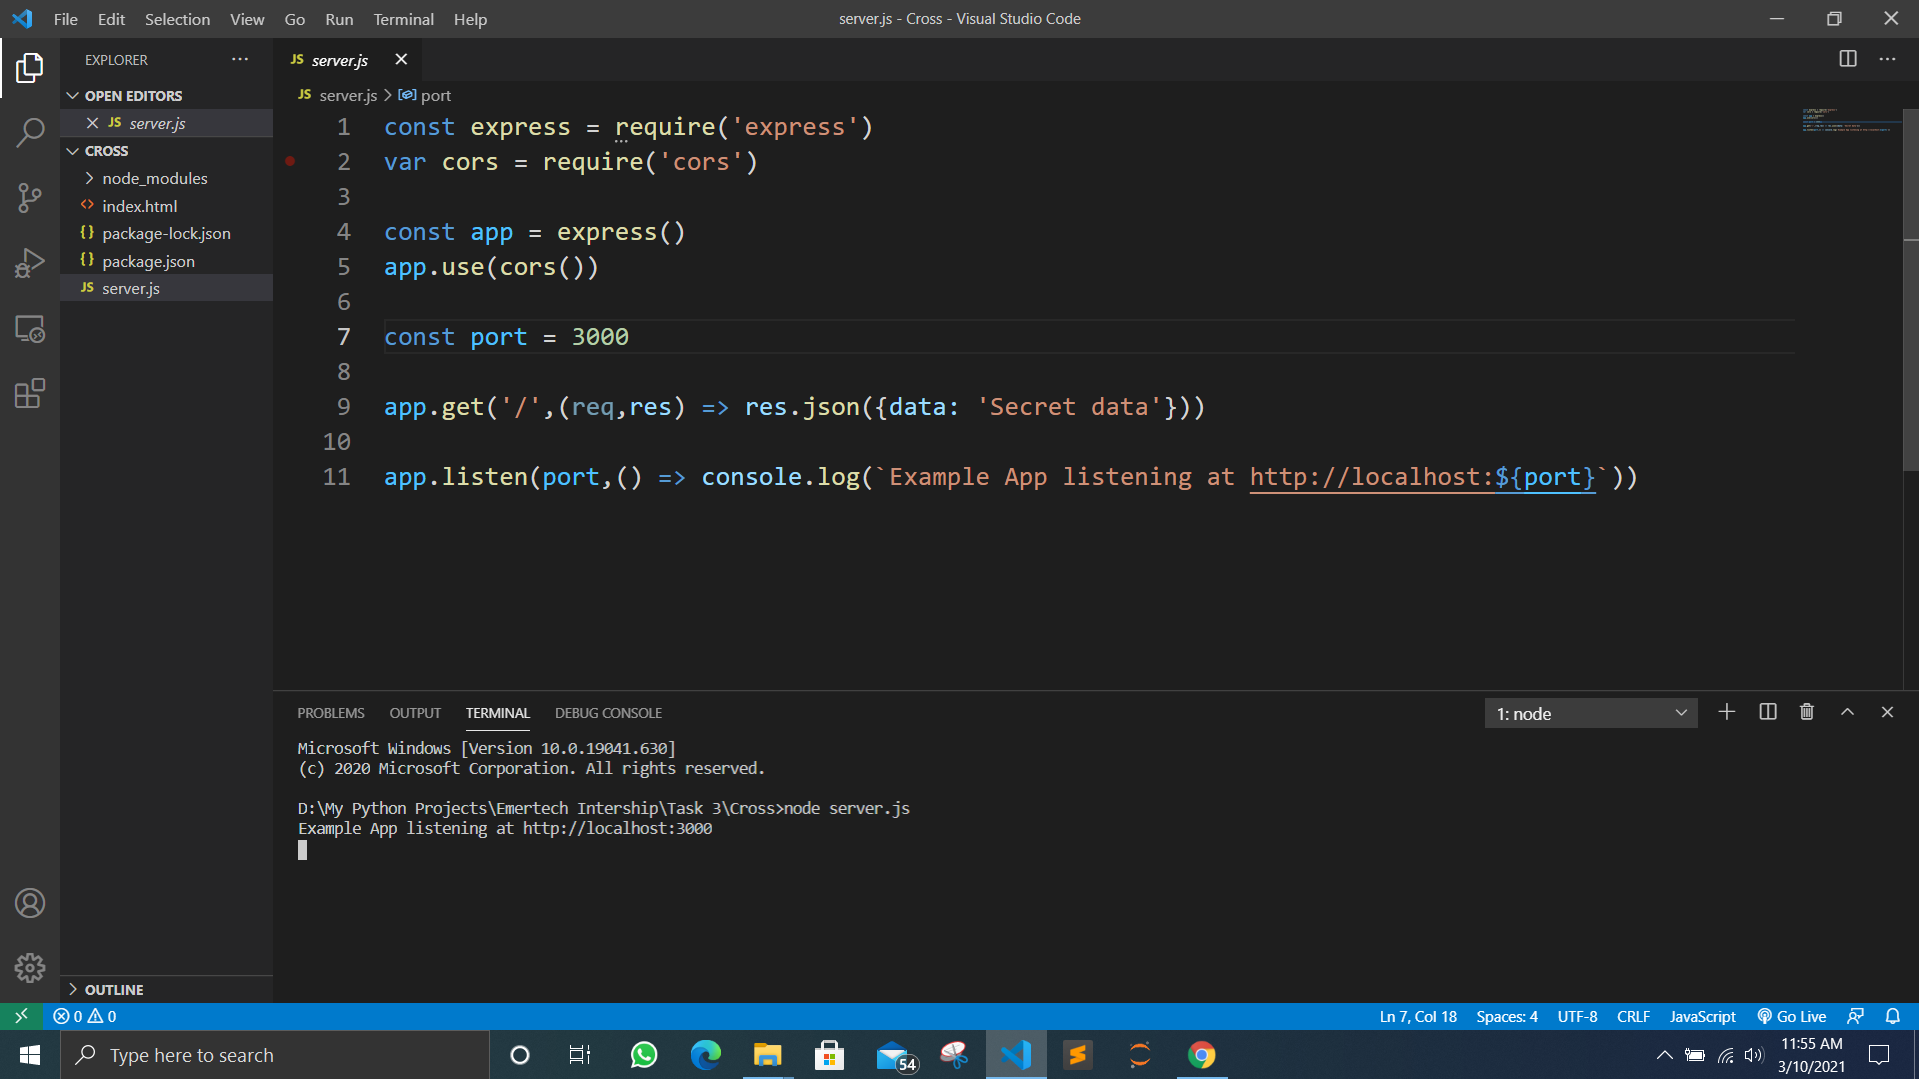 File Edit Selection View Go Run Terminal Help
server.js - Cross - Visual Studio Code
EXPLORER
OPEN EDITORS
JS server.js
CROSS
node_modules
index.html
package-lock.json
package.json
JS server.js
JS server.js
JS server.js > port
1 const express = require('express')
2 var cors = require('cors')
3
4 const app = express()
5 app.use(cors())
6
7 const port = 3000
8
9 app.get('/',(req,res) => res.json({data: 'Secret data'}))
10
11 app.listen(port,() => console.log(`Example App listening at http://localhost:${port}`))
PROBLEMS OUTPUT TERMINAL DEBUG CONSOLE
1: node
Microsoft Windows [Version 10.0.19041.630]
(c) 2020 Microsoft Corporation. All rights reserved.
D:\My Python Projects\Emertech Intership\Task 3\Cross>node server.js
Example App listening at http://localhost:3000
OUTLINE
0 0
Ln 7, Col 18 Spaces: 4 UTF-8 CRLF JavaScript Go Live
Type here to search
54
11:55 AM
3/10/2021